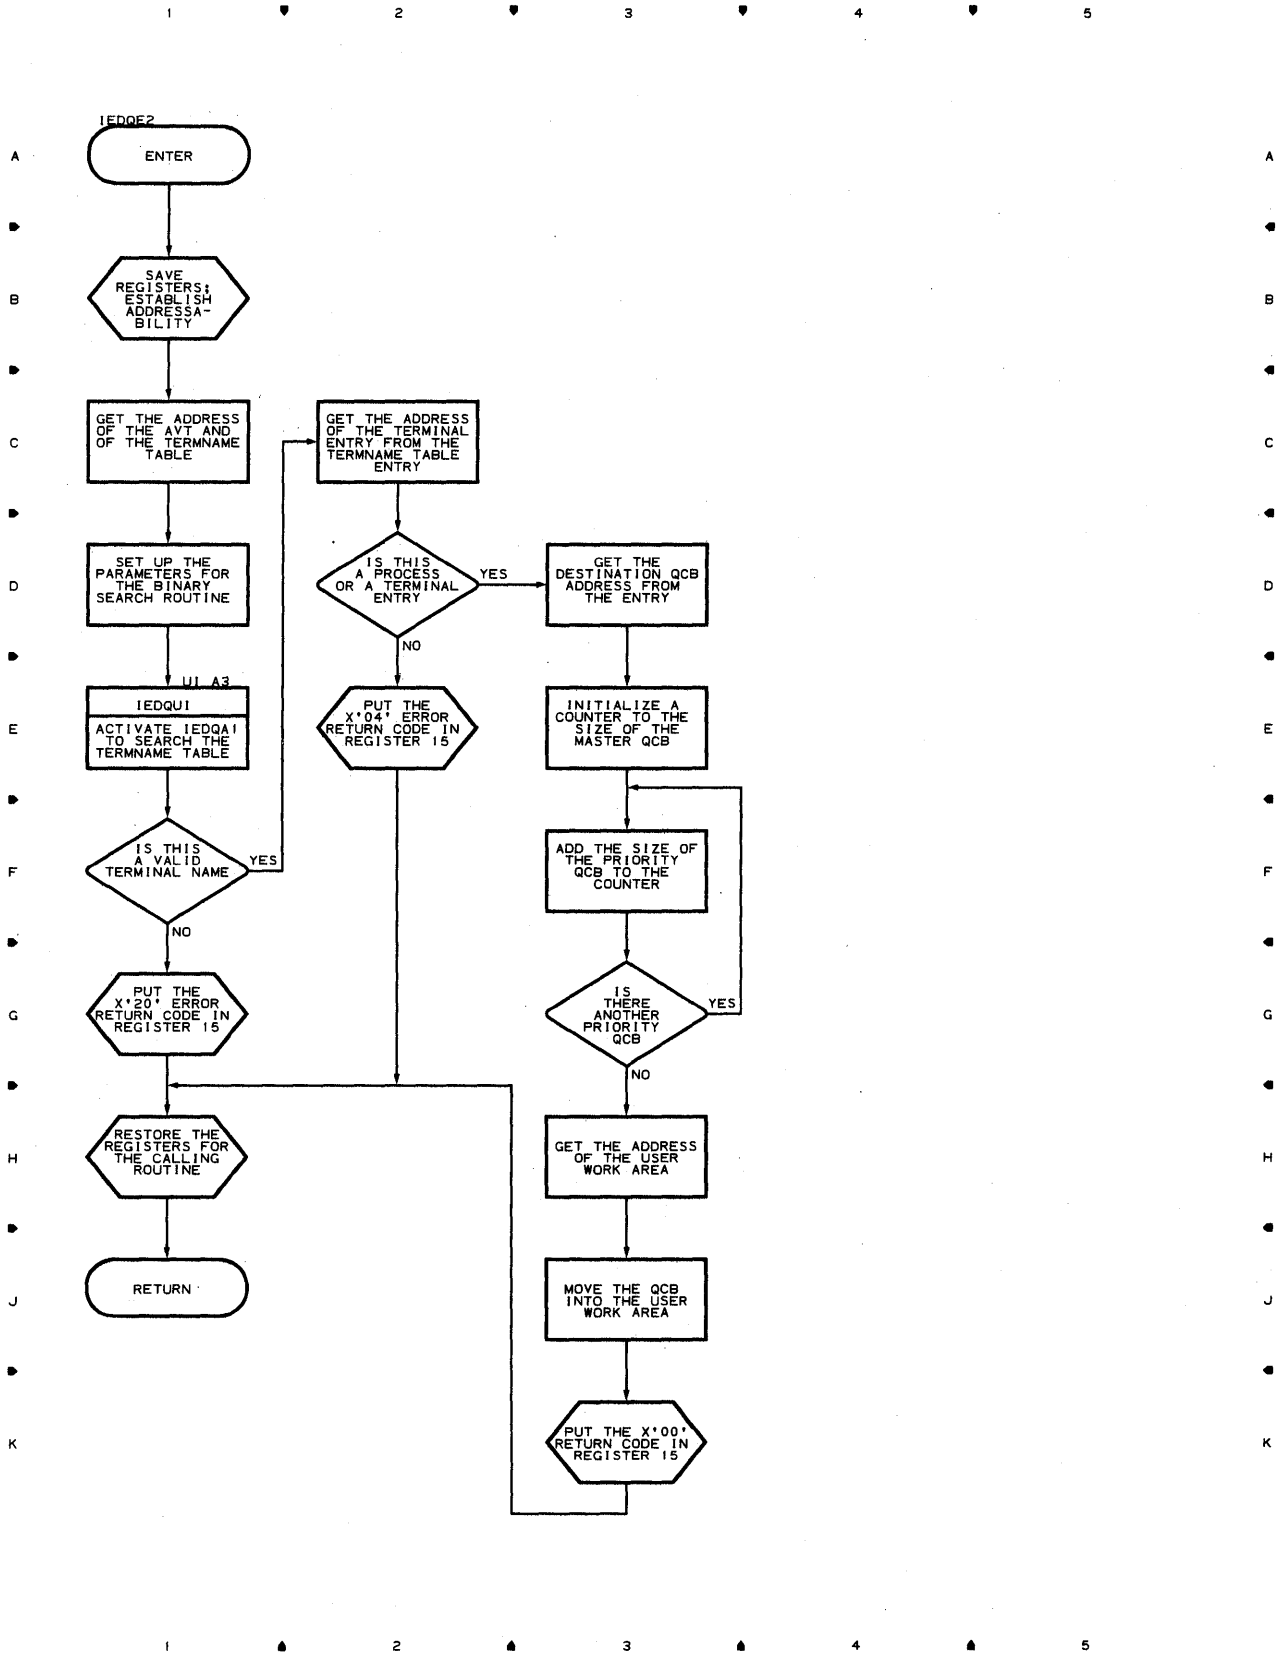 1 2 3 4 5
IEDQE2
A ENTER A
SAVE
REGISTERS;
B ESTABLISH B
ADDRESSA-
BILITY
GET THE ADDRESS
OF THE AVT AND
C OF THE TERMNAME C
TABLE
GET THE ADDRESS
OF THE TERMINAL
ENTRY FROM THE
TERMNAME TABLE
ENTRY
SET UP THE
PARAMETERS FOR
D THE BINARY D
SEARCH ROUTINE
IS THIS
A PROCESS
OR A TERMINAL
ENTRY
YES
NO
GET THE
DESTINATION QCB
ADDRESS FROM
THE ENTRY
UI A3
IEDQUI
E ACTIVATE IEDQA1 E
TO SEARCH THE
TERMNAME TABLE
PUT THE
X'04' ERROR
RETURN CODE IN
REGISTER 15
INITIALIZE A
COUNTER TO THE
SIZE OF THE
MASTER QCB
IS THIS
A VALID
F TERMINAL NAME F
YES
NO
ADD THE SIZE OF
THE PRIORITY
QCB TO THE
COUNTER
PUT THE
X'20' ERROR
G RETURN CODE IN G
REGISTER 15
IS
THERE
ANOTHER
PRIORITY
QCB
YES
NO
RESTORE THE
REGISTERS FOR
H THE CALLING H
ROUTINE
GET THE ADDRESS
OF THE USER
WORK AREA
J RETURN J
MOVE THE QCB
INTO THE USER
WORK AREA
PUT THE X'00'
K RETURN CODE IN K
REGISTER 15
1 2 3 4 5